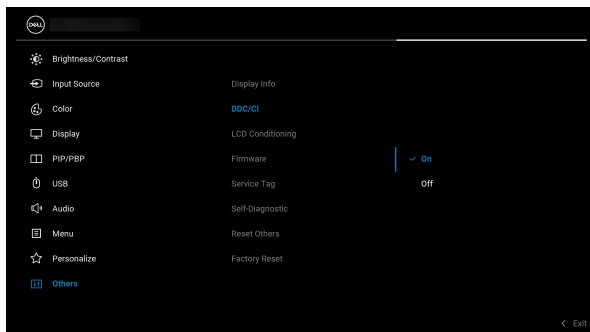 DELL
Brightness/Contrast
Input Source
Display Info
Color
DDC/CI
Display
LCD Conditioning
PIP/PBP
Firmware
On
USB
Service Tag
Off
Audio
Self-Diagnostic
Menu
Reset Others
Personalize
Factory Reset
Others
Exit